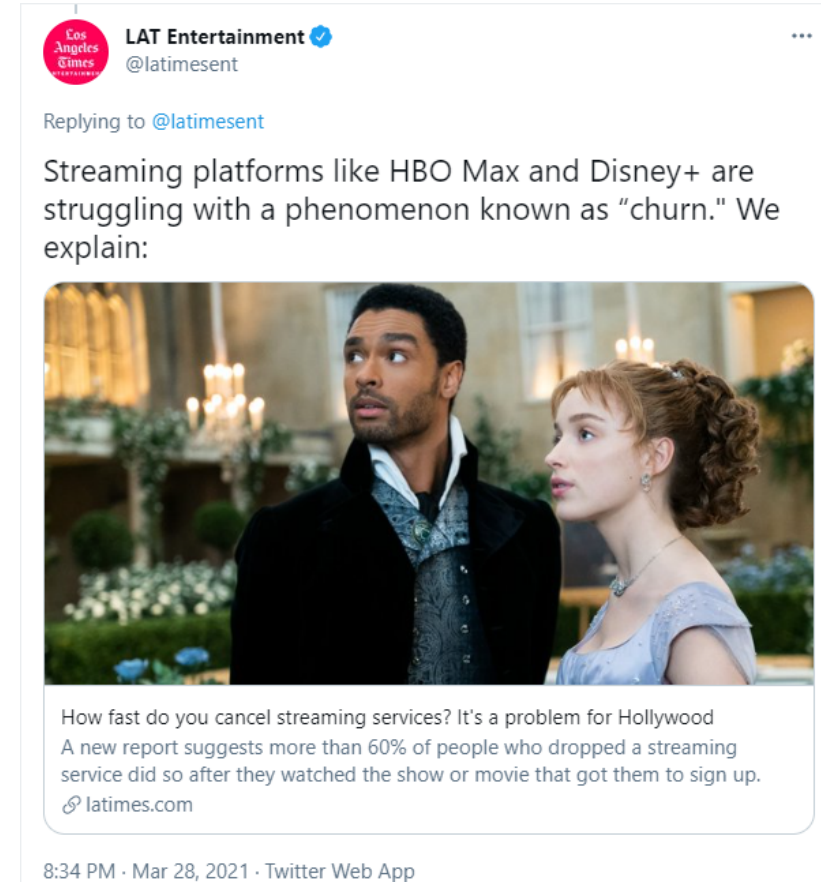 Los
Angeles
Times
ENTERTAINMENT
LAT Entertainment
@latimesent
Replying to @latimesent
Streaming platforms like HBO Max and Disney+ are
struggling with a phenomenon known as “churn." We
explain:
How fast do you cancel streaming services? It's a problem for Hollywood
A new report suggests more than 60% of people who dropped a streaming
service did so after they watched the show or movie that got them to sign up.
latimes.com
8:34 PM · Mar 28, 2021 · Twitter Web App